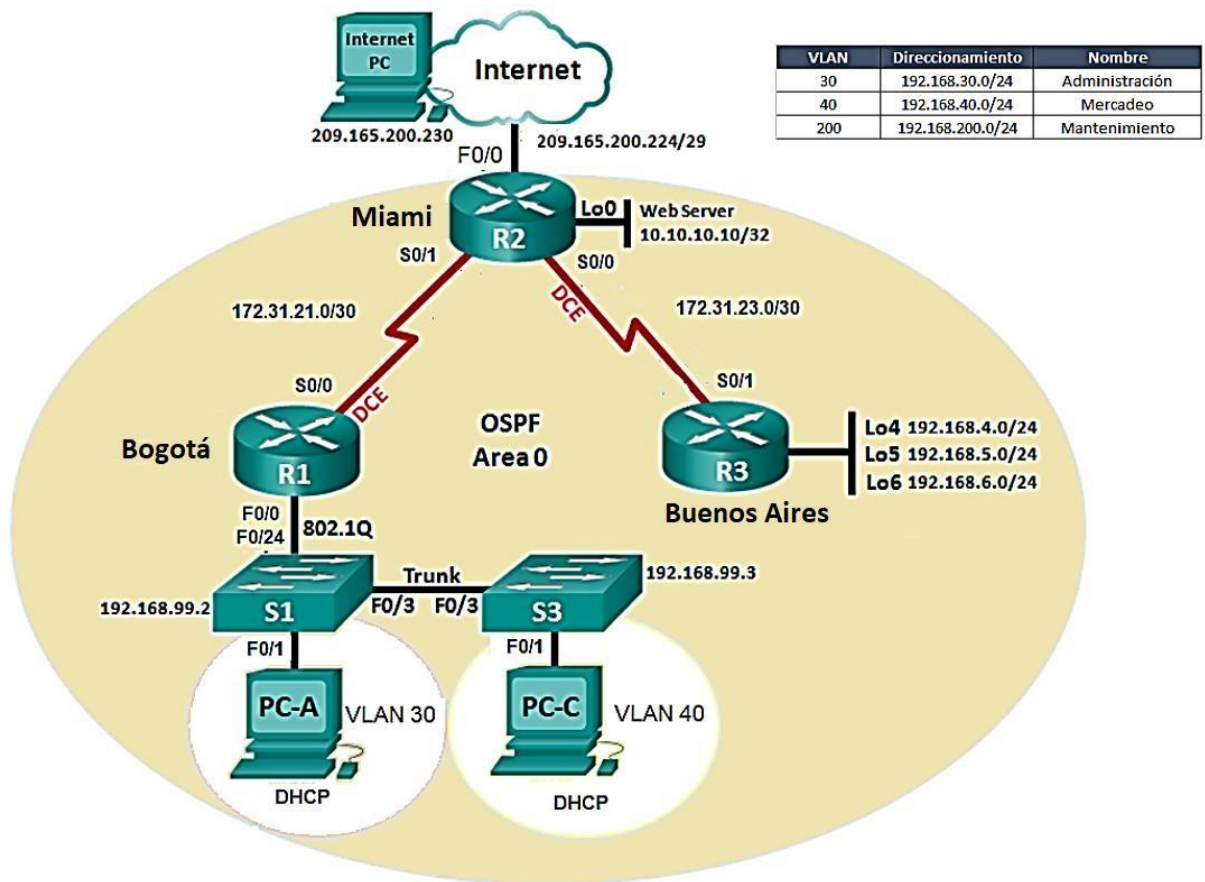 Internet
PC
Internet
209.165.200.230
209.165.200.224/29
F0/0
VLAN Direccionamiento Nombre
30 192.168.30.0/24 Administración
40 192.168.40.0/24 Mercadeo
200 192.168.200.0/24 Mantenimiento
Miami
R2
Lo0
Web Server
10.10.10.10/32
S0/1
S0/0
DCE
172.31.21.0/30
172.31.23.0/30
S0/0
DCE
S0/1
Bogotá
R1
OSPF
Area 0
R3
Buenos Aires
Lo4 192.168.4.0/24
Lo5 192.168.5.0/24
Lo6 192.168.6.0/24
F0/0
F0/24
802.1Q
Trunk
F0/3 F0/3
192.168.99.2
S1
S3
192.168.99.3
F0/1
F0/1
PC-A
VLAN 30
PC-C
VLAN 40
DHCP
DHCP